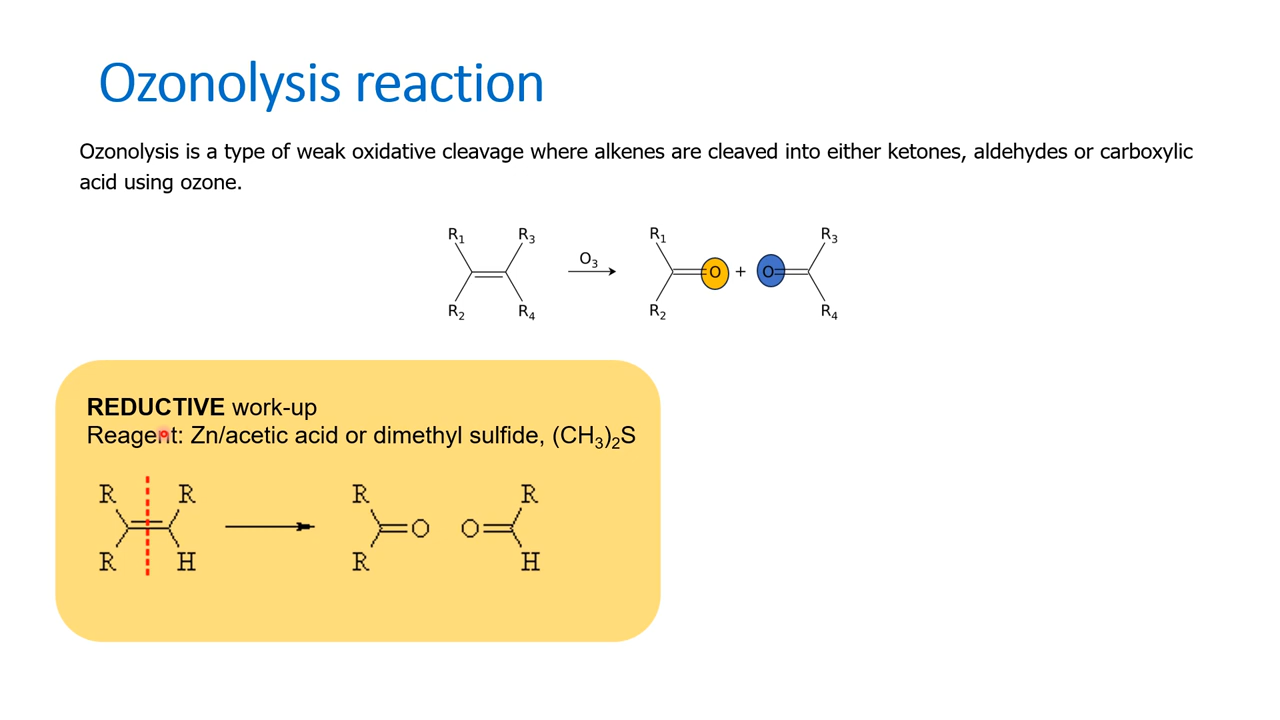 Ozonolysis reaction
Ozonolysis is a type of weak oxidative cleavage where alkenes are cleaved into either ketones, aldehydes or carboxylic
acid using ozone.
R₁ R₃ R₁ R₃
O₃
O + O
R₂ R₄ R₂ R₄
REDUCTIVE work-up
Reagent: Zn/acetic acid or dimethyl sulfide, (CH₃)₂S
R R R R
O O
R H R H